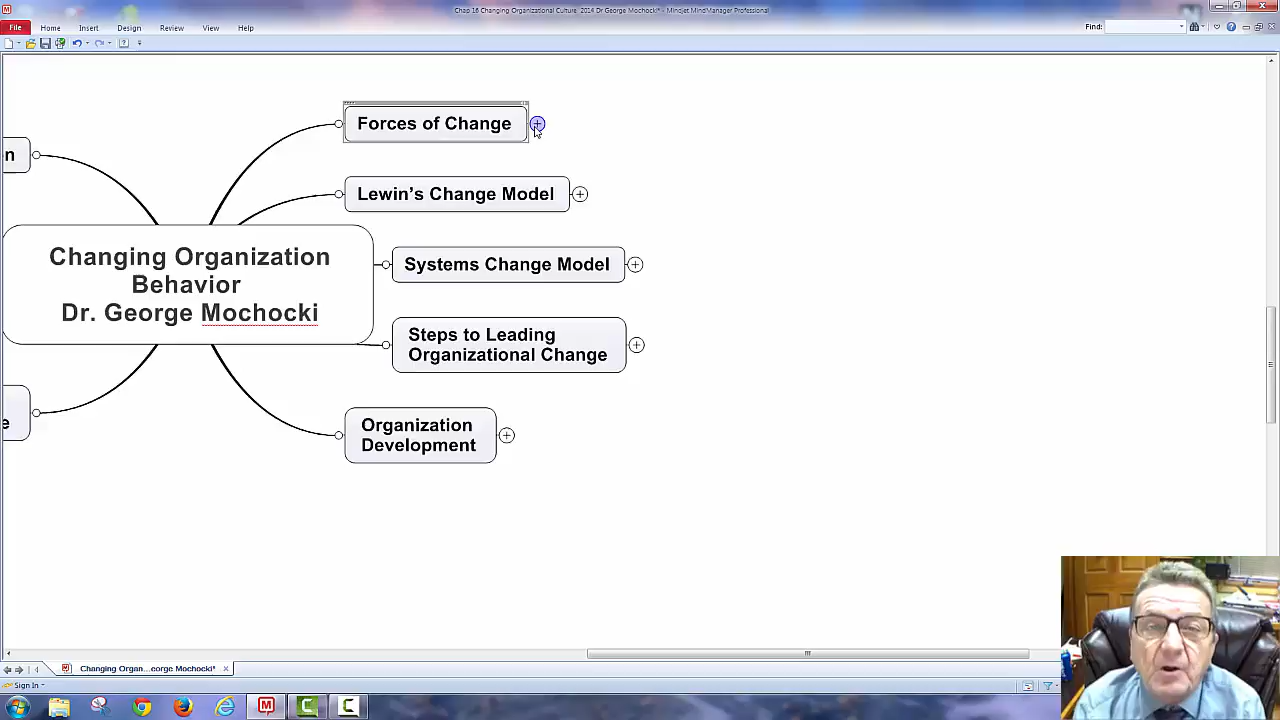 Chap 16 Changing Organizational Culture 2014 Dr George Mochocki* - Mindjet MindManager Professional
File Home Insert Design Review View Help
Find:
Forces of Change
n
Lewin's Change Model
Changing Organization
Behavior
Dr. George Mochocki
Systems Change Model
Steps to Leading
Organizational Change
e
Organization
Development
Changing Organ...eorge Mochocki*
Sign In